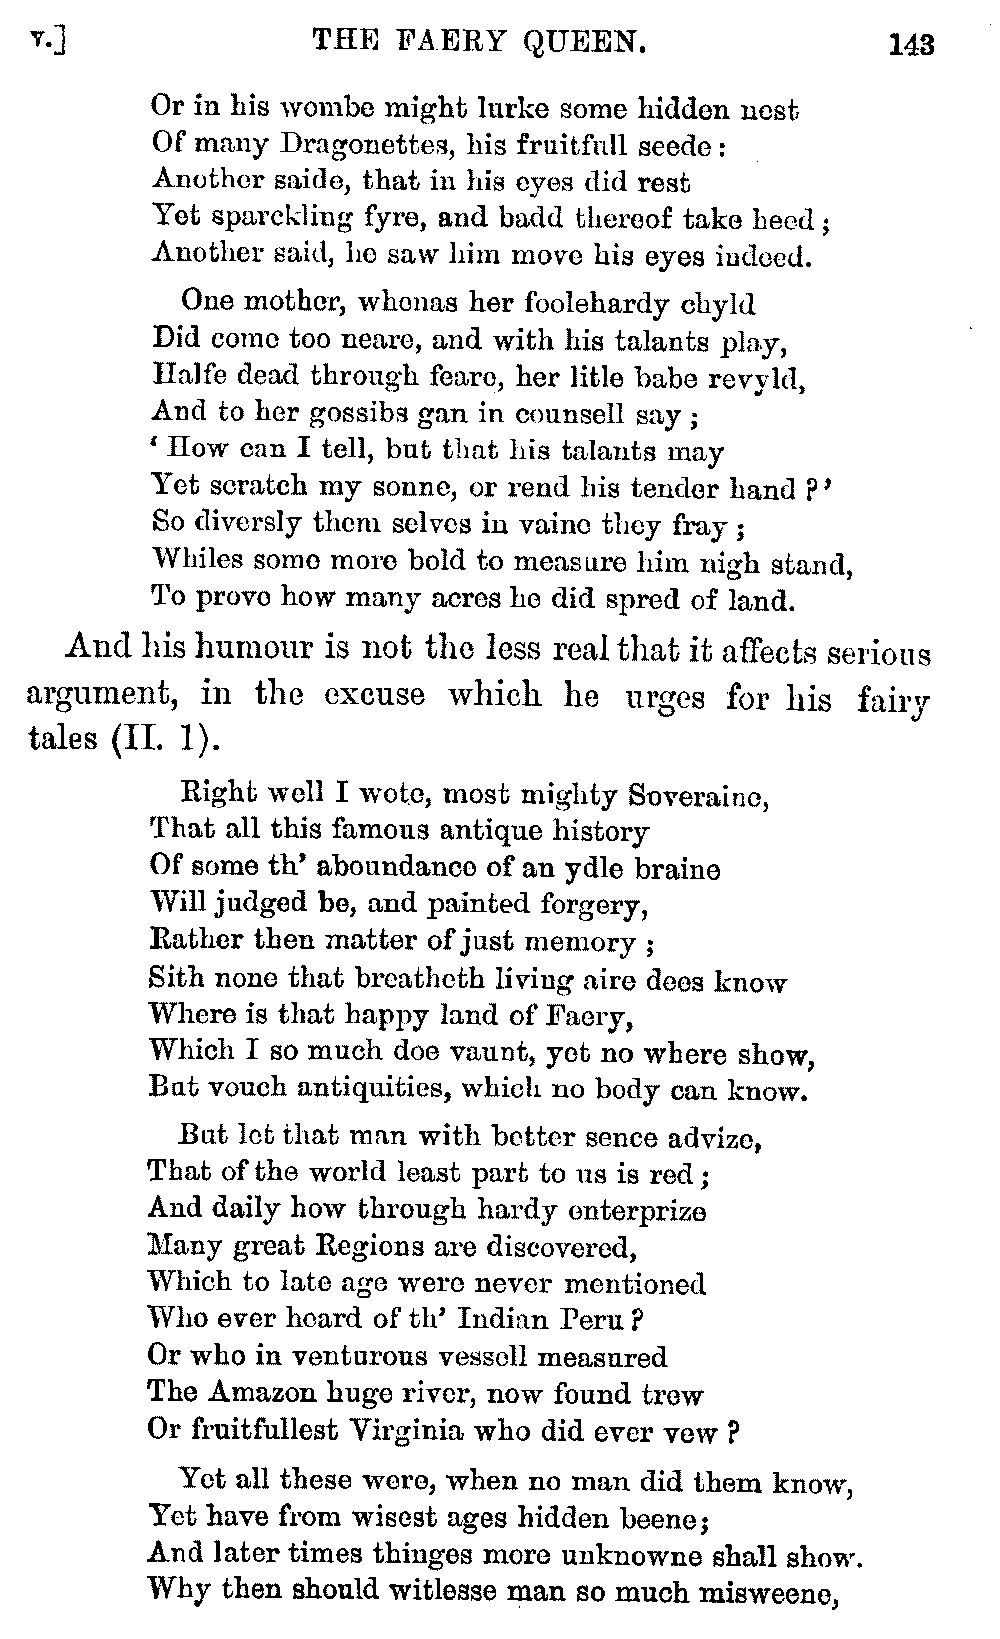 v.]
THE FAERY QUEEN.
143
Or in his wombe might lurke some hidden nest
Of many Dragonettes, his fruitfull seede :
Another saide, that in his eyes did rest
Yet sparckling fyre, and badd thereof take heed ;
Another said, he saw him move his eyes indeed.
One mother, whenas her foolehardy chyld
Did come too neare, and with his talants play,
Halfe dead through feare, her litle babe revyld,
And to her gossibs gan in counsell say ;
‘ How can I tell, but that his talants may
Yet scratch my sonne, or rend his tender hand ?’
So diversly them selves in vaine they fray ;
Whiles some more bold to measure him nigh stand,
To prove how many acres he did spred of land.
And his humour is not the less real that it affects serious
argument, in the excuse which he urges for his fairy
tales (II. 1).
Right well I wote, most mighty Soveraine,
That all this famous antique history
Of some th’ aboundance of an ydle braine
Will judged be, and painted forgery,
Rather then matter of just memory ;
Sith none that breatheth living aire dees know
Where is that happy land of Faery,
Which I so much doe vaunt, yet no where show,
But vouch antiquities, which no body can know.
But let that man with better sence advize,
That of the world least part to us is red ;
And daily how through hardy enterprize
Many great Regions are discovered,
Which to late age were never mentioned
Who ever heard of th’ Indian Peru ?
Or who in venturous vessell measured
The Amazon huge river, now found trew
Or fruitfullest Virginia who did ever vew ?
Yet all these were, when no man did them know,
Yet have from wisest ages hidden beene;
And later times thinges more unknowne shall show.
Why then should witlesse man so much misweene,